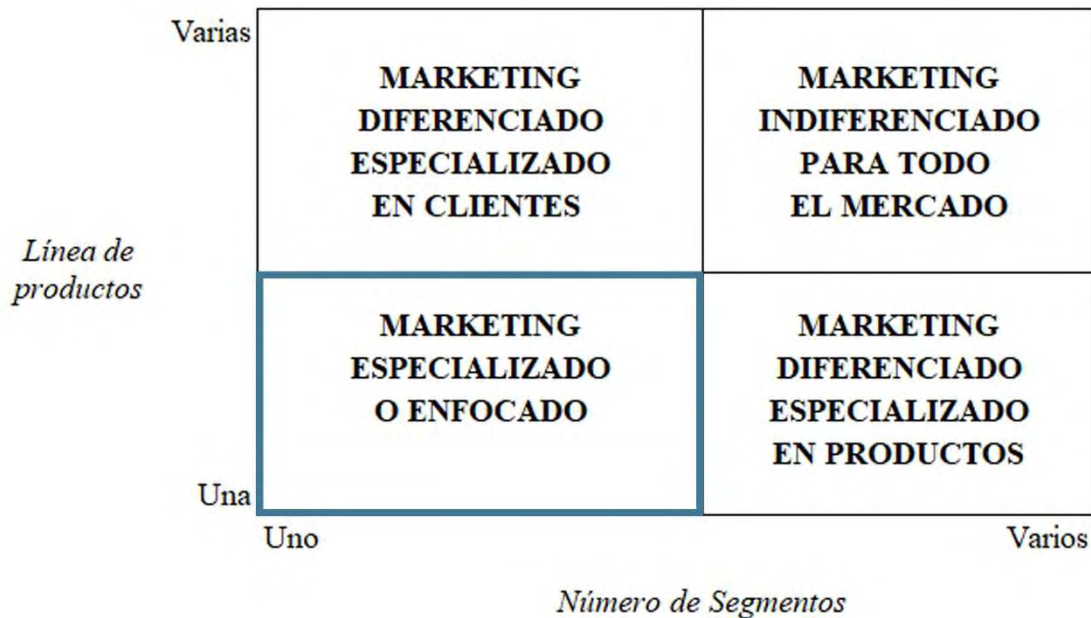 Varias
MARKETING
DIFERENCIADO
ESPECIALIZADO
EN CLIENTES
MARKETING
INDIFERENCIADO
PARA TODO
EL MERCADO
Línea de
productos
MARKETING
ESPECIALIZADO
O ENFOCADO
MARKETING
DIFERENCIADO
ESPECIALIZADO
EN PRODUCTOS
Una
Uno
Varios
Número de Segmentos